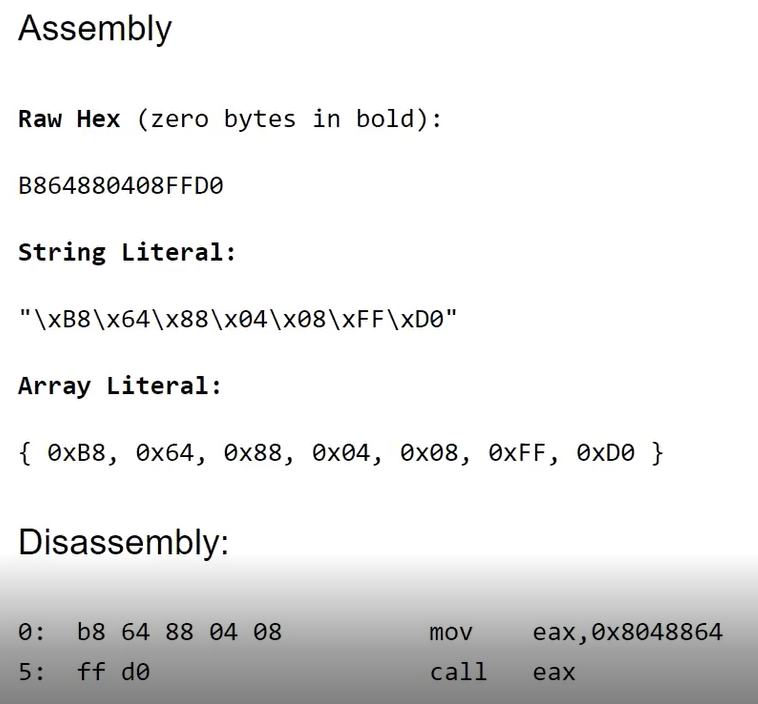 Assembly
Raw Hex (zero bytes in bold):
B864880408FFD0
String Literal:
"\xB8\x64\x88\x04\x08\xFF\xD0"
Array Literal:
{ 0xB8, 0x64, 0x88, 0x04, 0x08, 0xFF, 0xD0 }
Disassembly:
0:  b8 64 88 04 08          mov    eax,0x8048864
5:  ff d0                   call   eax